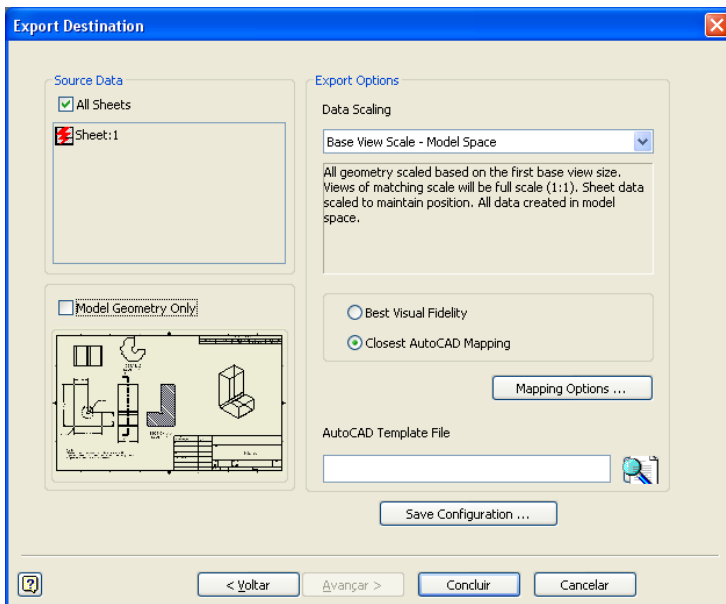 Export Destination
Source Data
All Sheets
Sheet:1
Model Geometry Only
Export Options
Data Scaling
Base View Scale - Model Space
All geometry scaled based on the first base view size.
Views of matching scale will be full scale (1:1). Sheet data
scaled to maintain position. All data created in model
space.
Best Visual Fidelity
Closest AutoCAD Mapping
Mapping Options ...
AutoCAD Template File
Save Configuration ...
< Voltar
Avançar >
Concluir
Cancelar